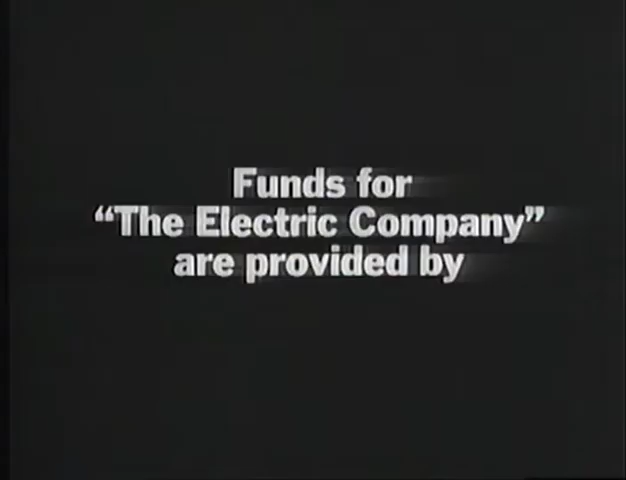 Funds for
“The Electric Company”
are provided by